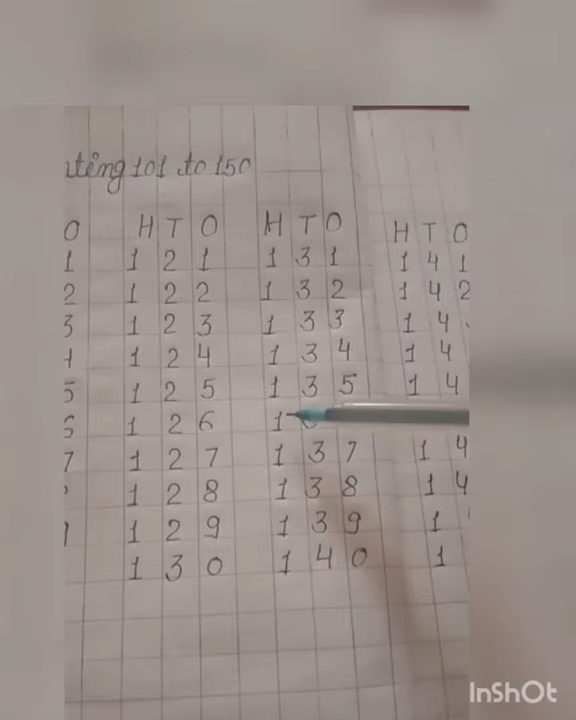 uting 101 to 150
O H T O H T O H T O
1 1 2 1 1 3 1 1 4 1
2 1 2 2 1 3 2 1 4 2
3 1 2 3 1 3 3 1 4
1 2 4 1 3 4 1 4
5 1 2 5 1 3 5 1 4
1 2 6 1
7 1 2 7 1 3 7 1 4
1 2 8 1 3 8 1 4
1 2 9 1 3 9 1
1 3 0 1 4 0 1
InShOt